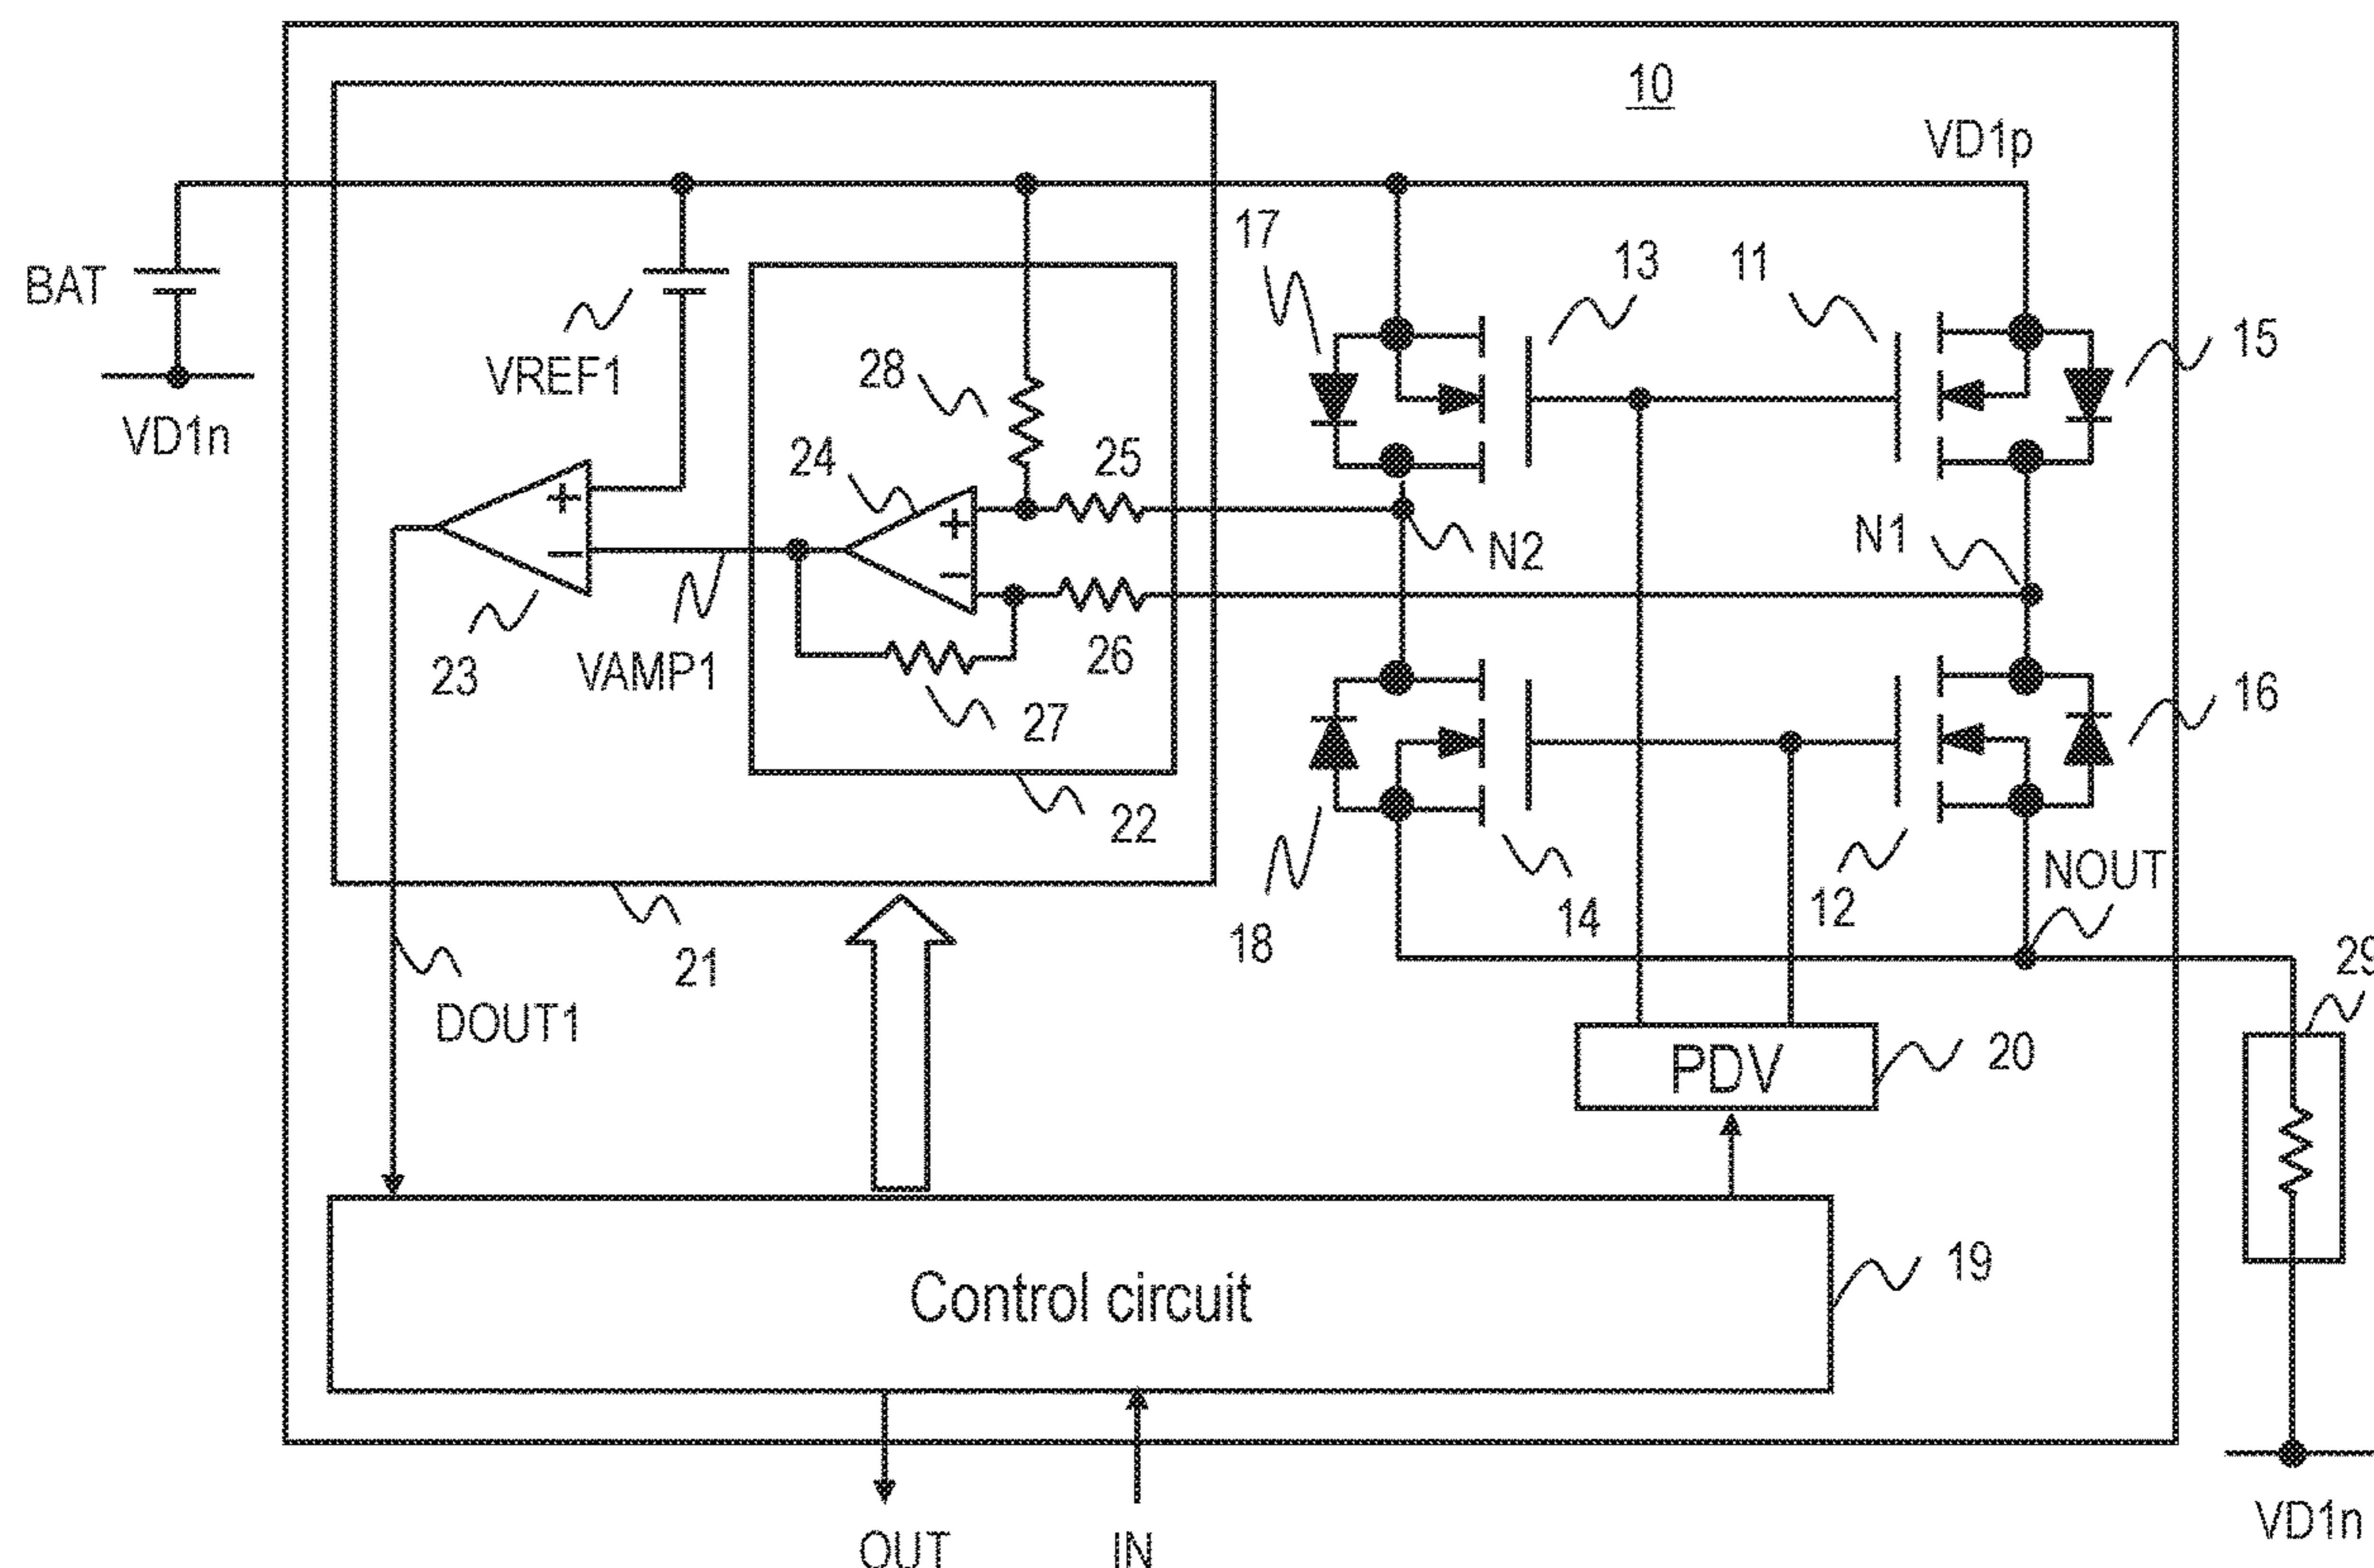 10
VD1p
17
13
11
15
BAT
VREF1
28
VD1n
24
25
N2
N1
23
VAMP1
26
27
16
22
18
14
12
NOUT
21
29
DOUT1
PDV
20
Control circuit
19
OUT
IN
VD1n
+
−
+
−